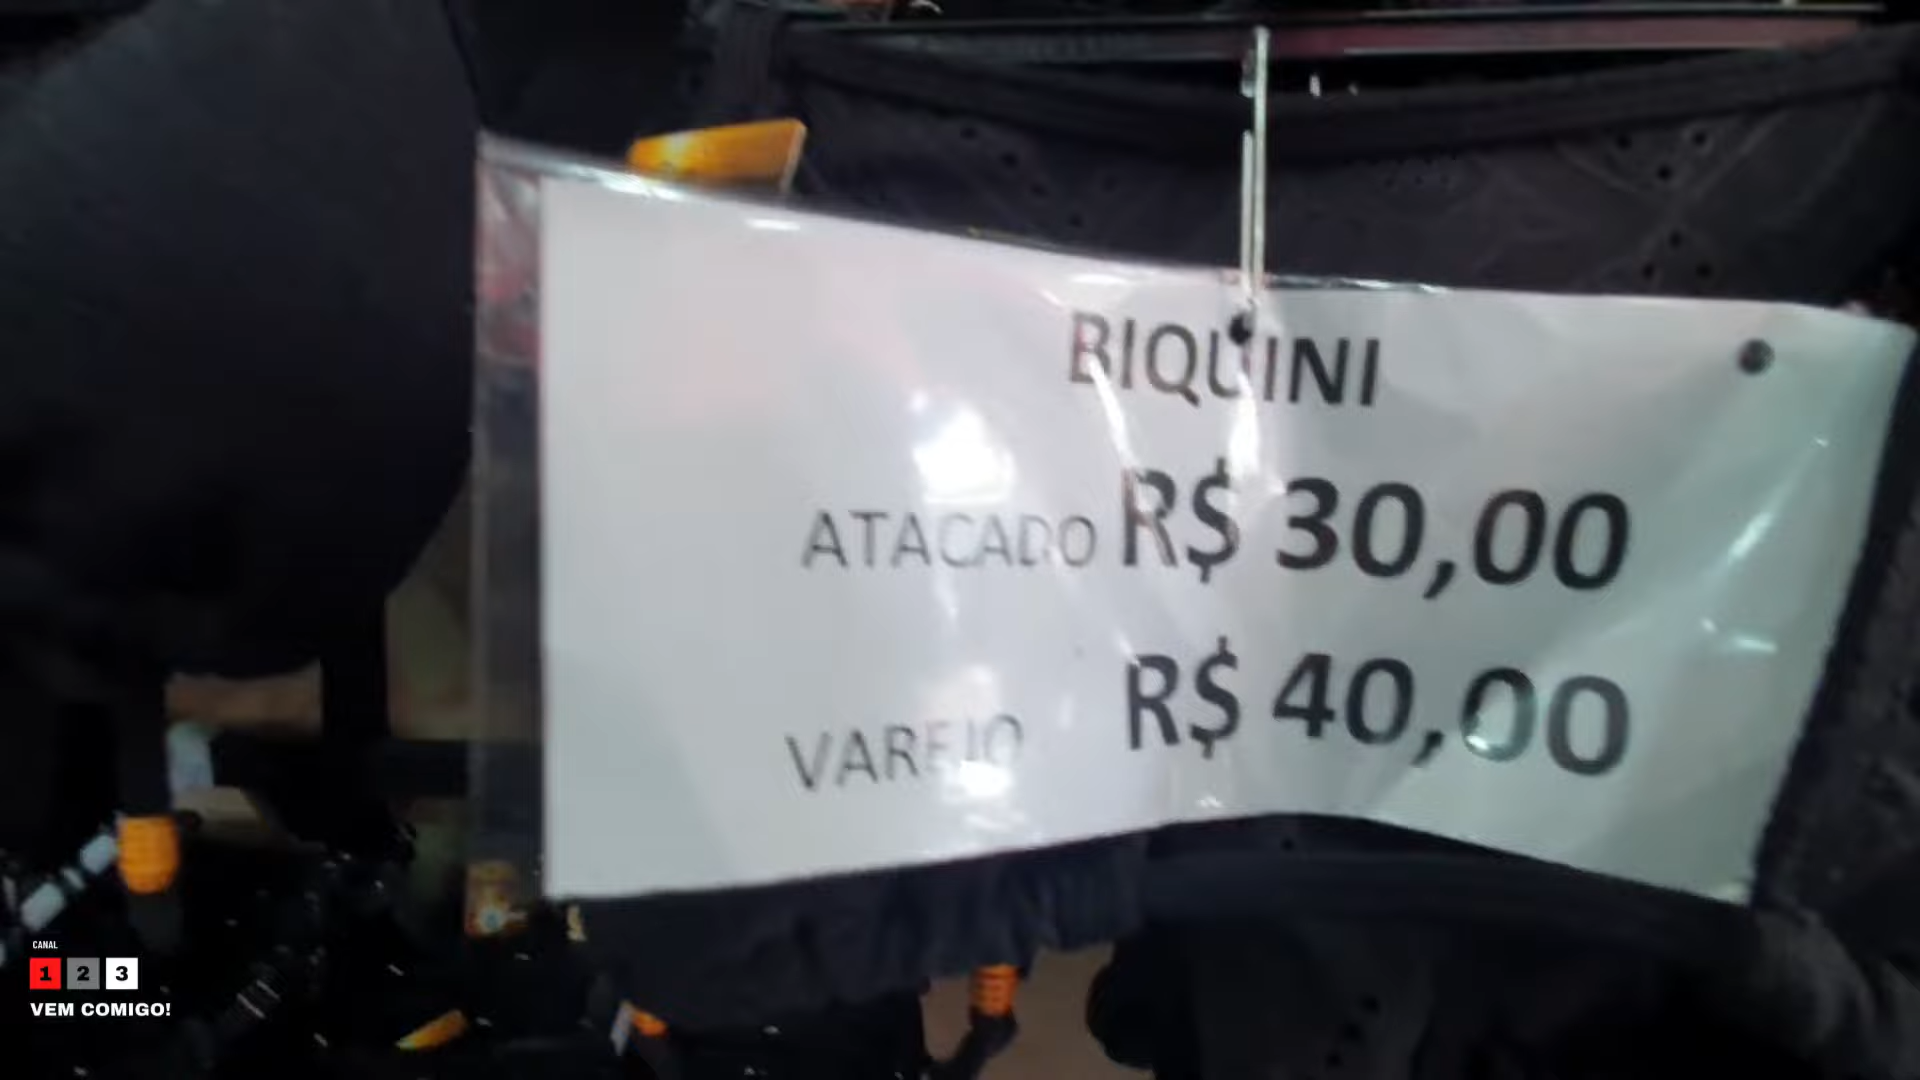 BIQUINI
ATACADO R$ 30,00
VAREJO R$ 40,00
CANAL
1 2 3
VEM COMIGO!